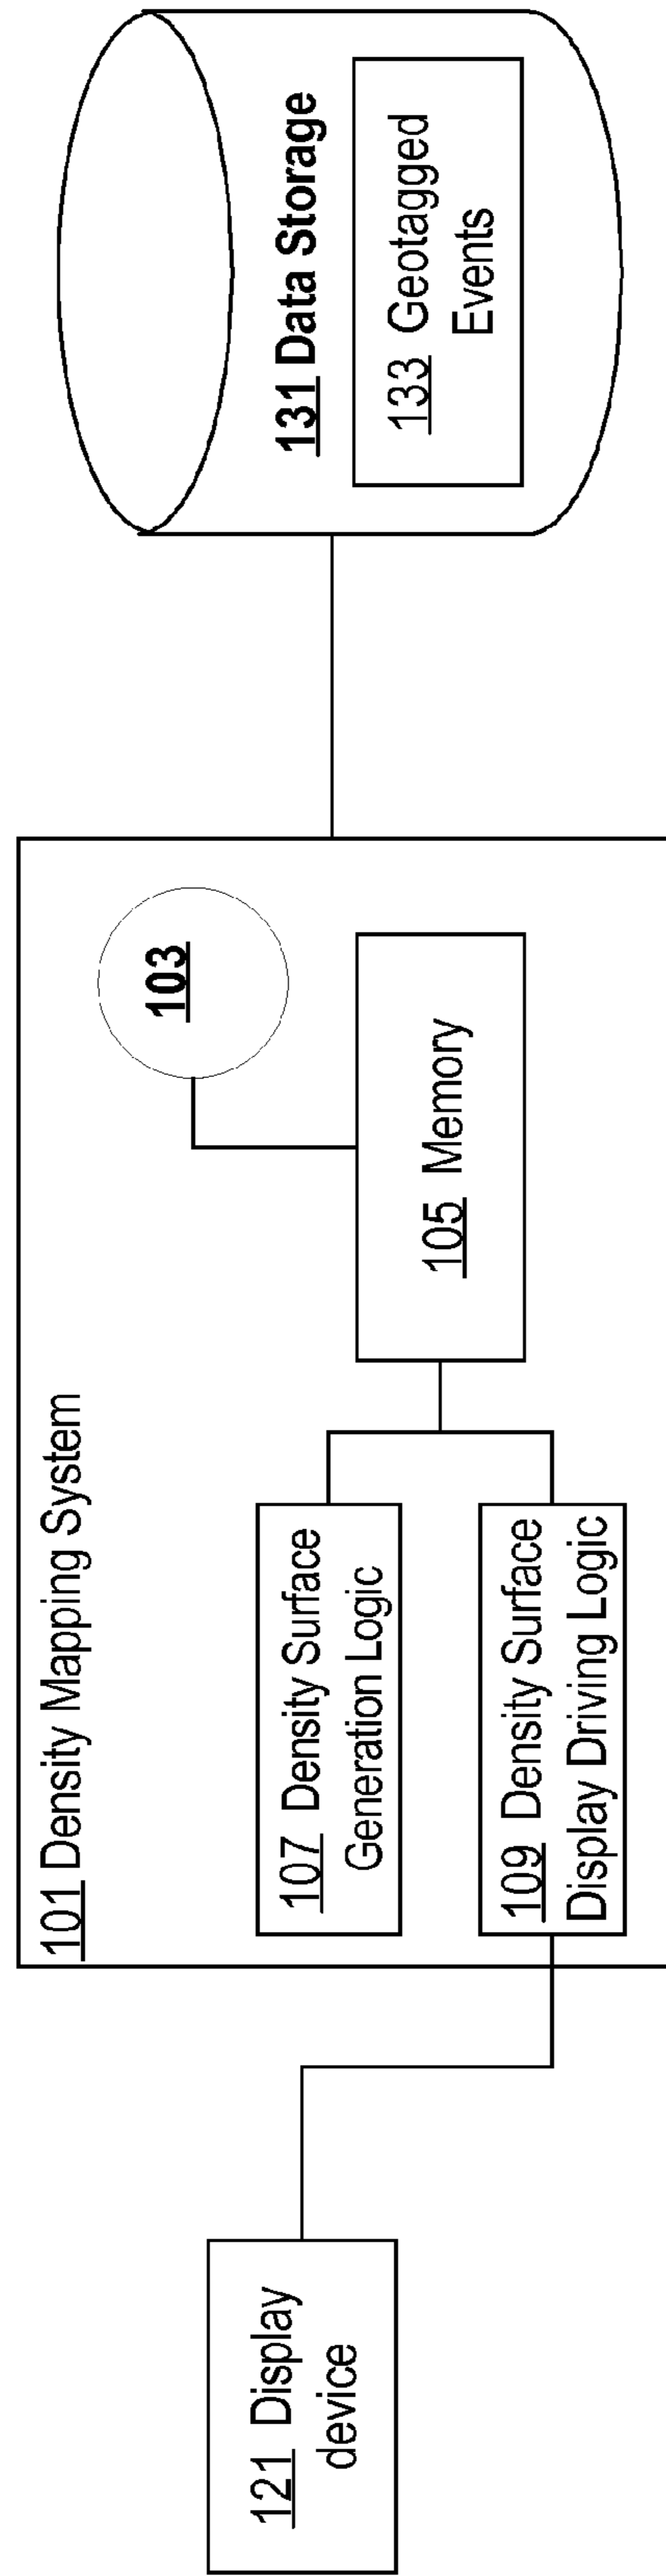 101 Density Mapping System
103
105 Memory
107 Density Surface
Generation Logic
109 Density Surface
Display Driving Logic
121 Display
device
131 Data Storage
133 Geotagged
Events